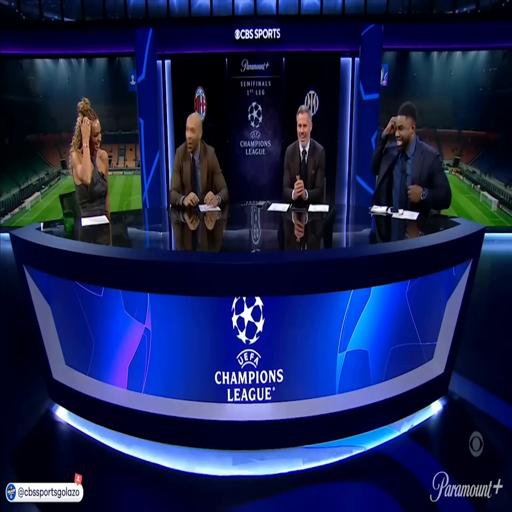 CBS SPORTS
Paramount+
SEMIFINALS
1ST LEG
CHAMPIONS
LEAGUE
UEFA
CHAMPIONS
LEAGUE
@cbssportsgolazo
Paramount+